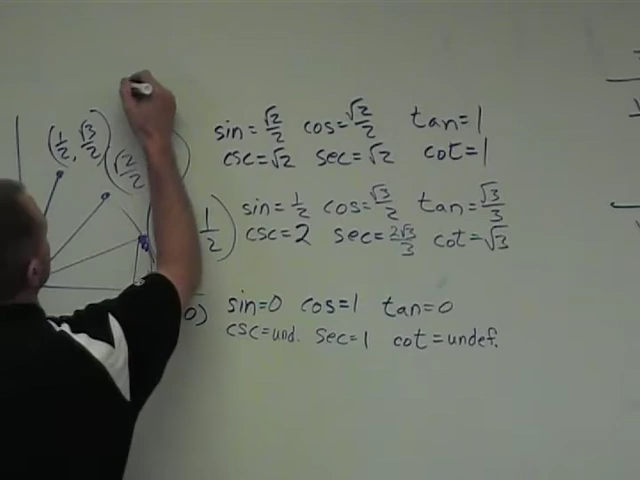 sin=√2/2 cos=√2/2 tan=1
csc=√2 sec=√2 cot=1
(1/2, √3/2)
sin=1/2 cos=√3/2 tan=√3/3
1/2) csc=2 sec=2√3/3 cot=√3
0) sin=0 cos=1 tan=0
csc=und. sec=1 cot=undef.